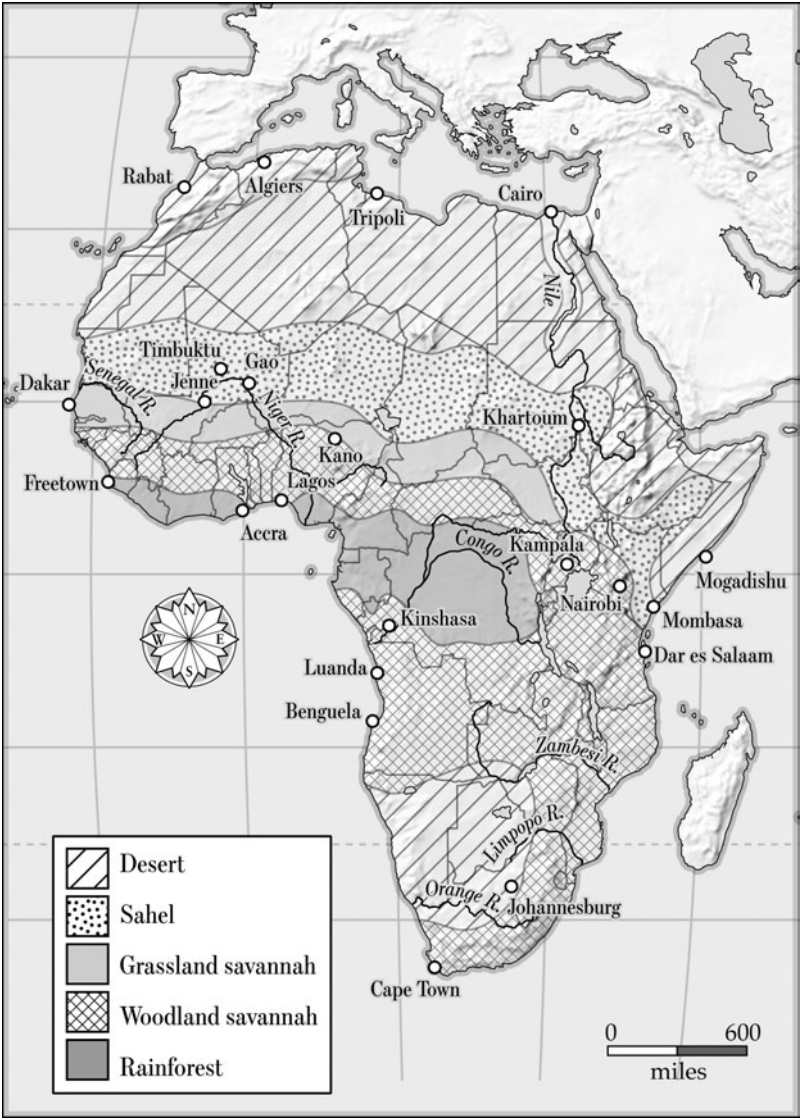 Rabat
Algiers
Tripoli
Cairo
Nile
Timbuktu
Gao
Dakar
Senegal R.
Jenne
Niger R.
Khartoum
Kano
Freetown
Lagos
Accra
Congo R.
Kampala
Mogadishu
Nairobi
Mombasa
Kinshasa
Dar es Salaam
N
W
E
S
Luanda
Benguela
Zambesi R.
Limpopo R.
Orange R.
Johannesburg
Cape Town
Desert
Sahel
Grassland savannah
Woodland savannah
Rainforest
0 600
miles